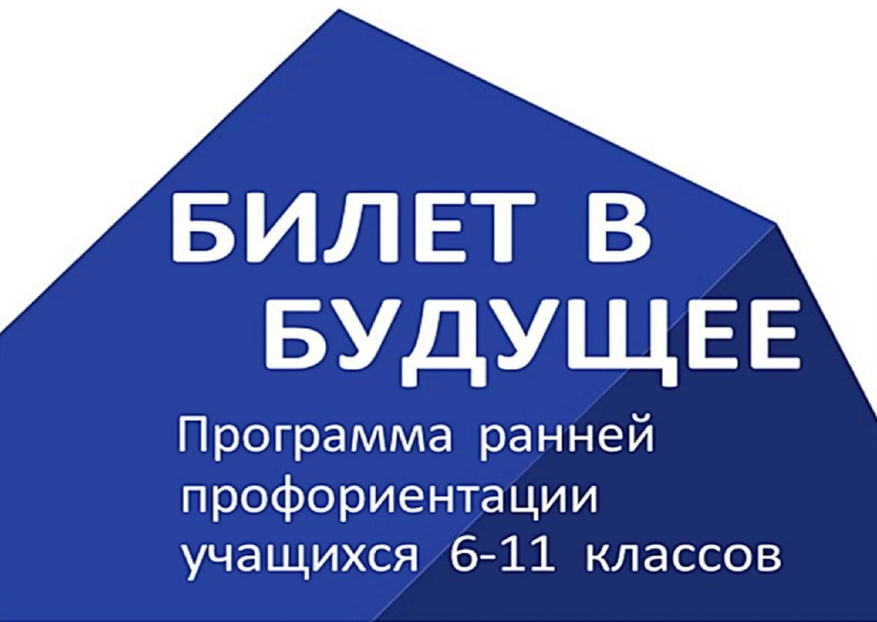 БИЛЕТ В
БУДУЩЕЕ
Программа ранней
профориентации
учащихся 6-11 классов